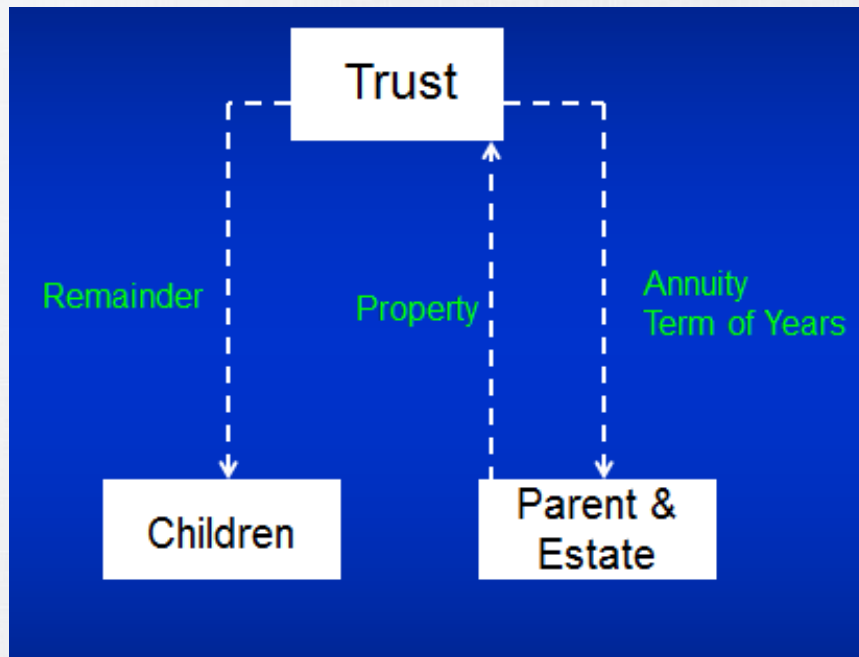 Trust
Remainder
Property
Annuity
Term of Years
Children
Parent &
Estate